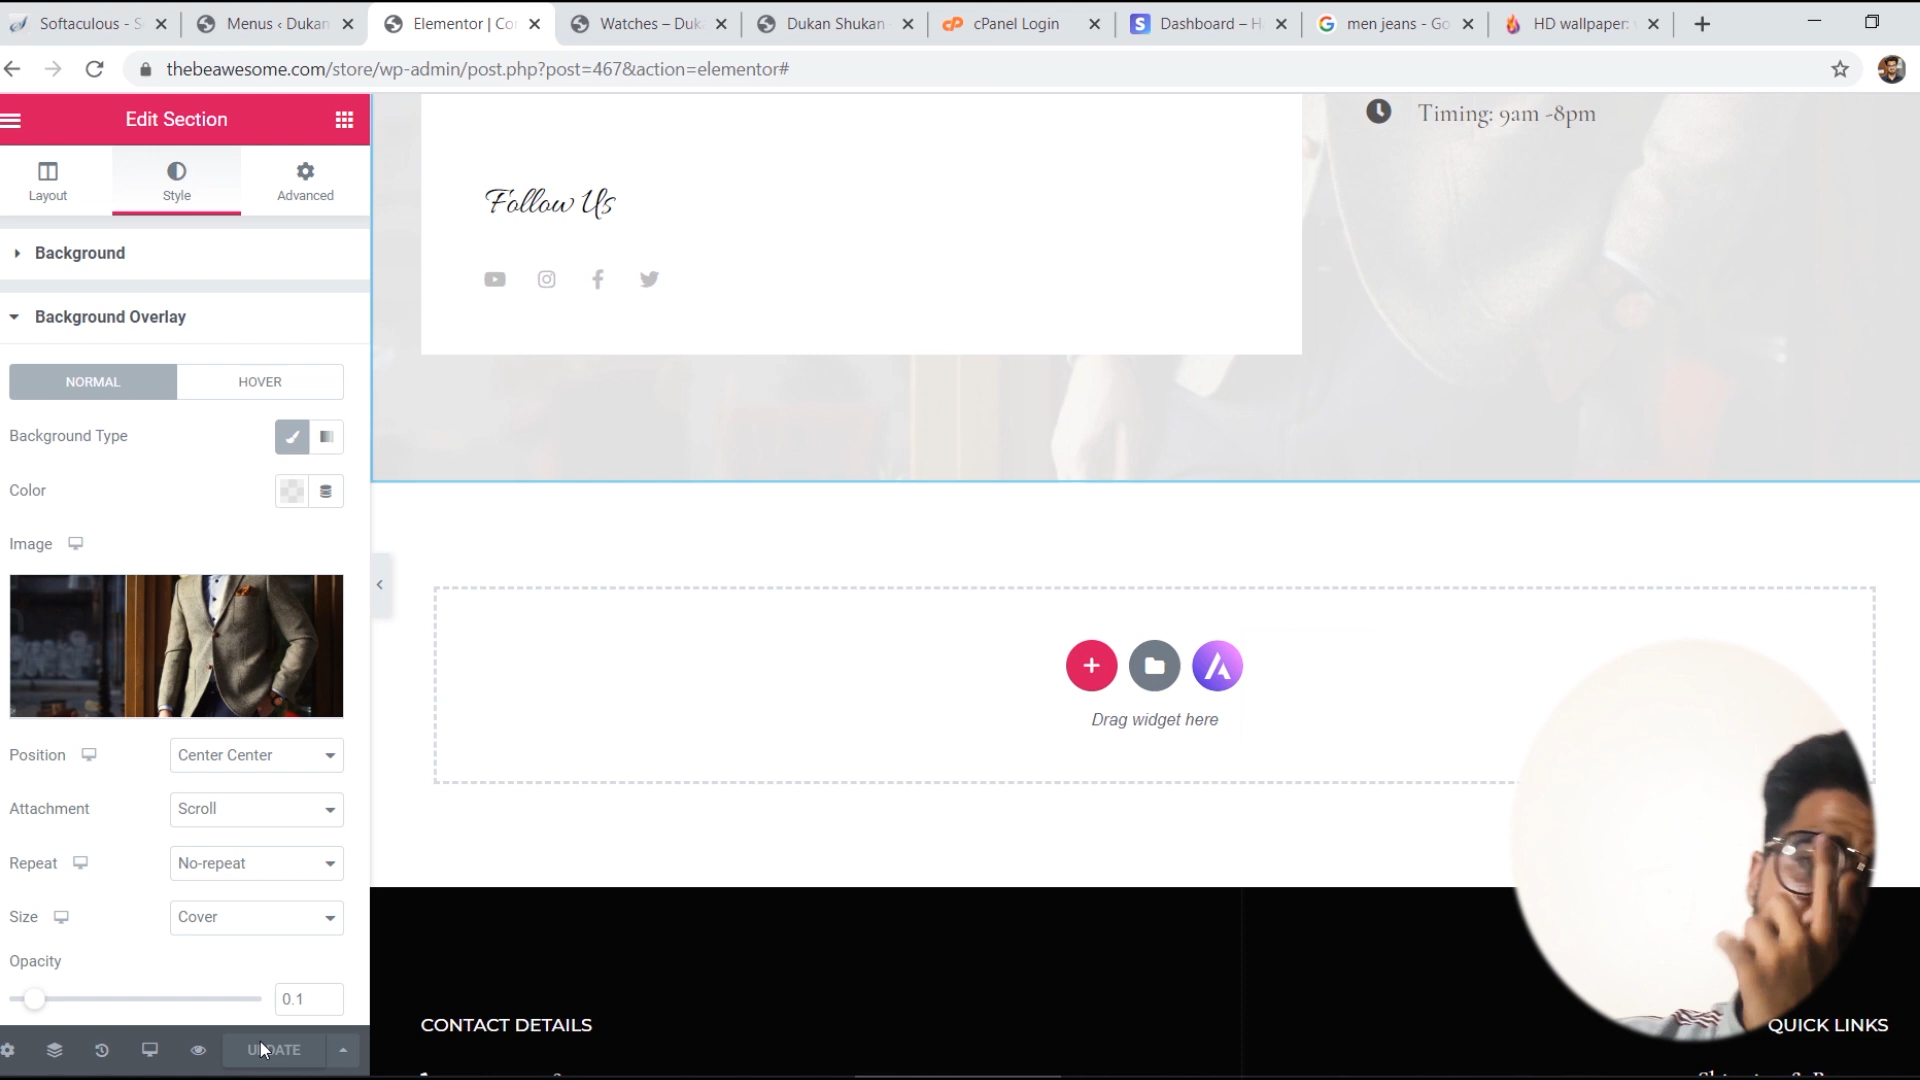 Softaculous - S
Menus ‹ Dukan
Elementor | Co
Watches – Duk
Dukan Shukan
cPanel Login
Dashboard – H
men jeans - Go
HD wallpaper:
thebeawesome.com/store/wp-admin/post.php?post=467&action=elementor#
Edit Section
Layout
Style
Advanced
Background
Background Overlay
NORMAL
HOVER
Background Type
Color
Image
Position
Center Center
Attachment
Scroll
Repeat
No-repeat
Size
Cover
Opacity
0.1
UPDATE
Timing: 9am -8pm
Follow Us
Drag widget here
CONTACT DETAILS
QUICK LINKS